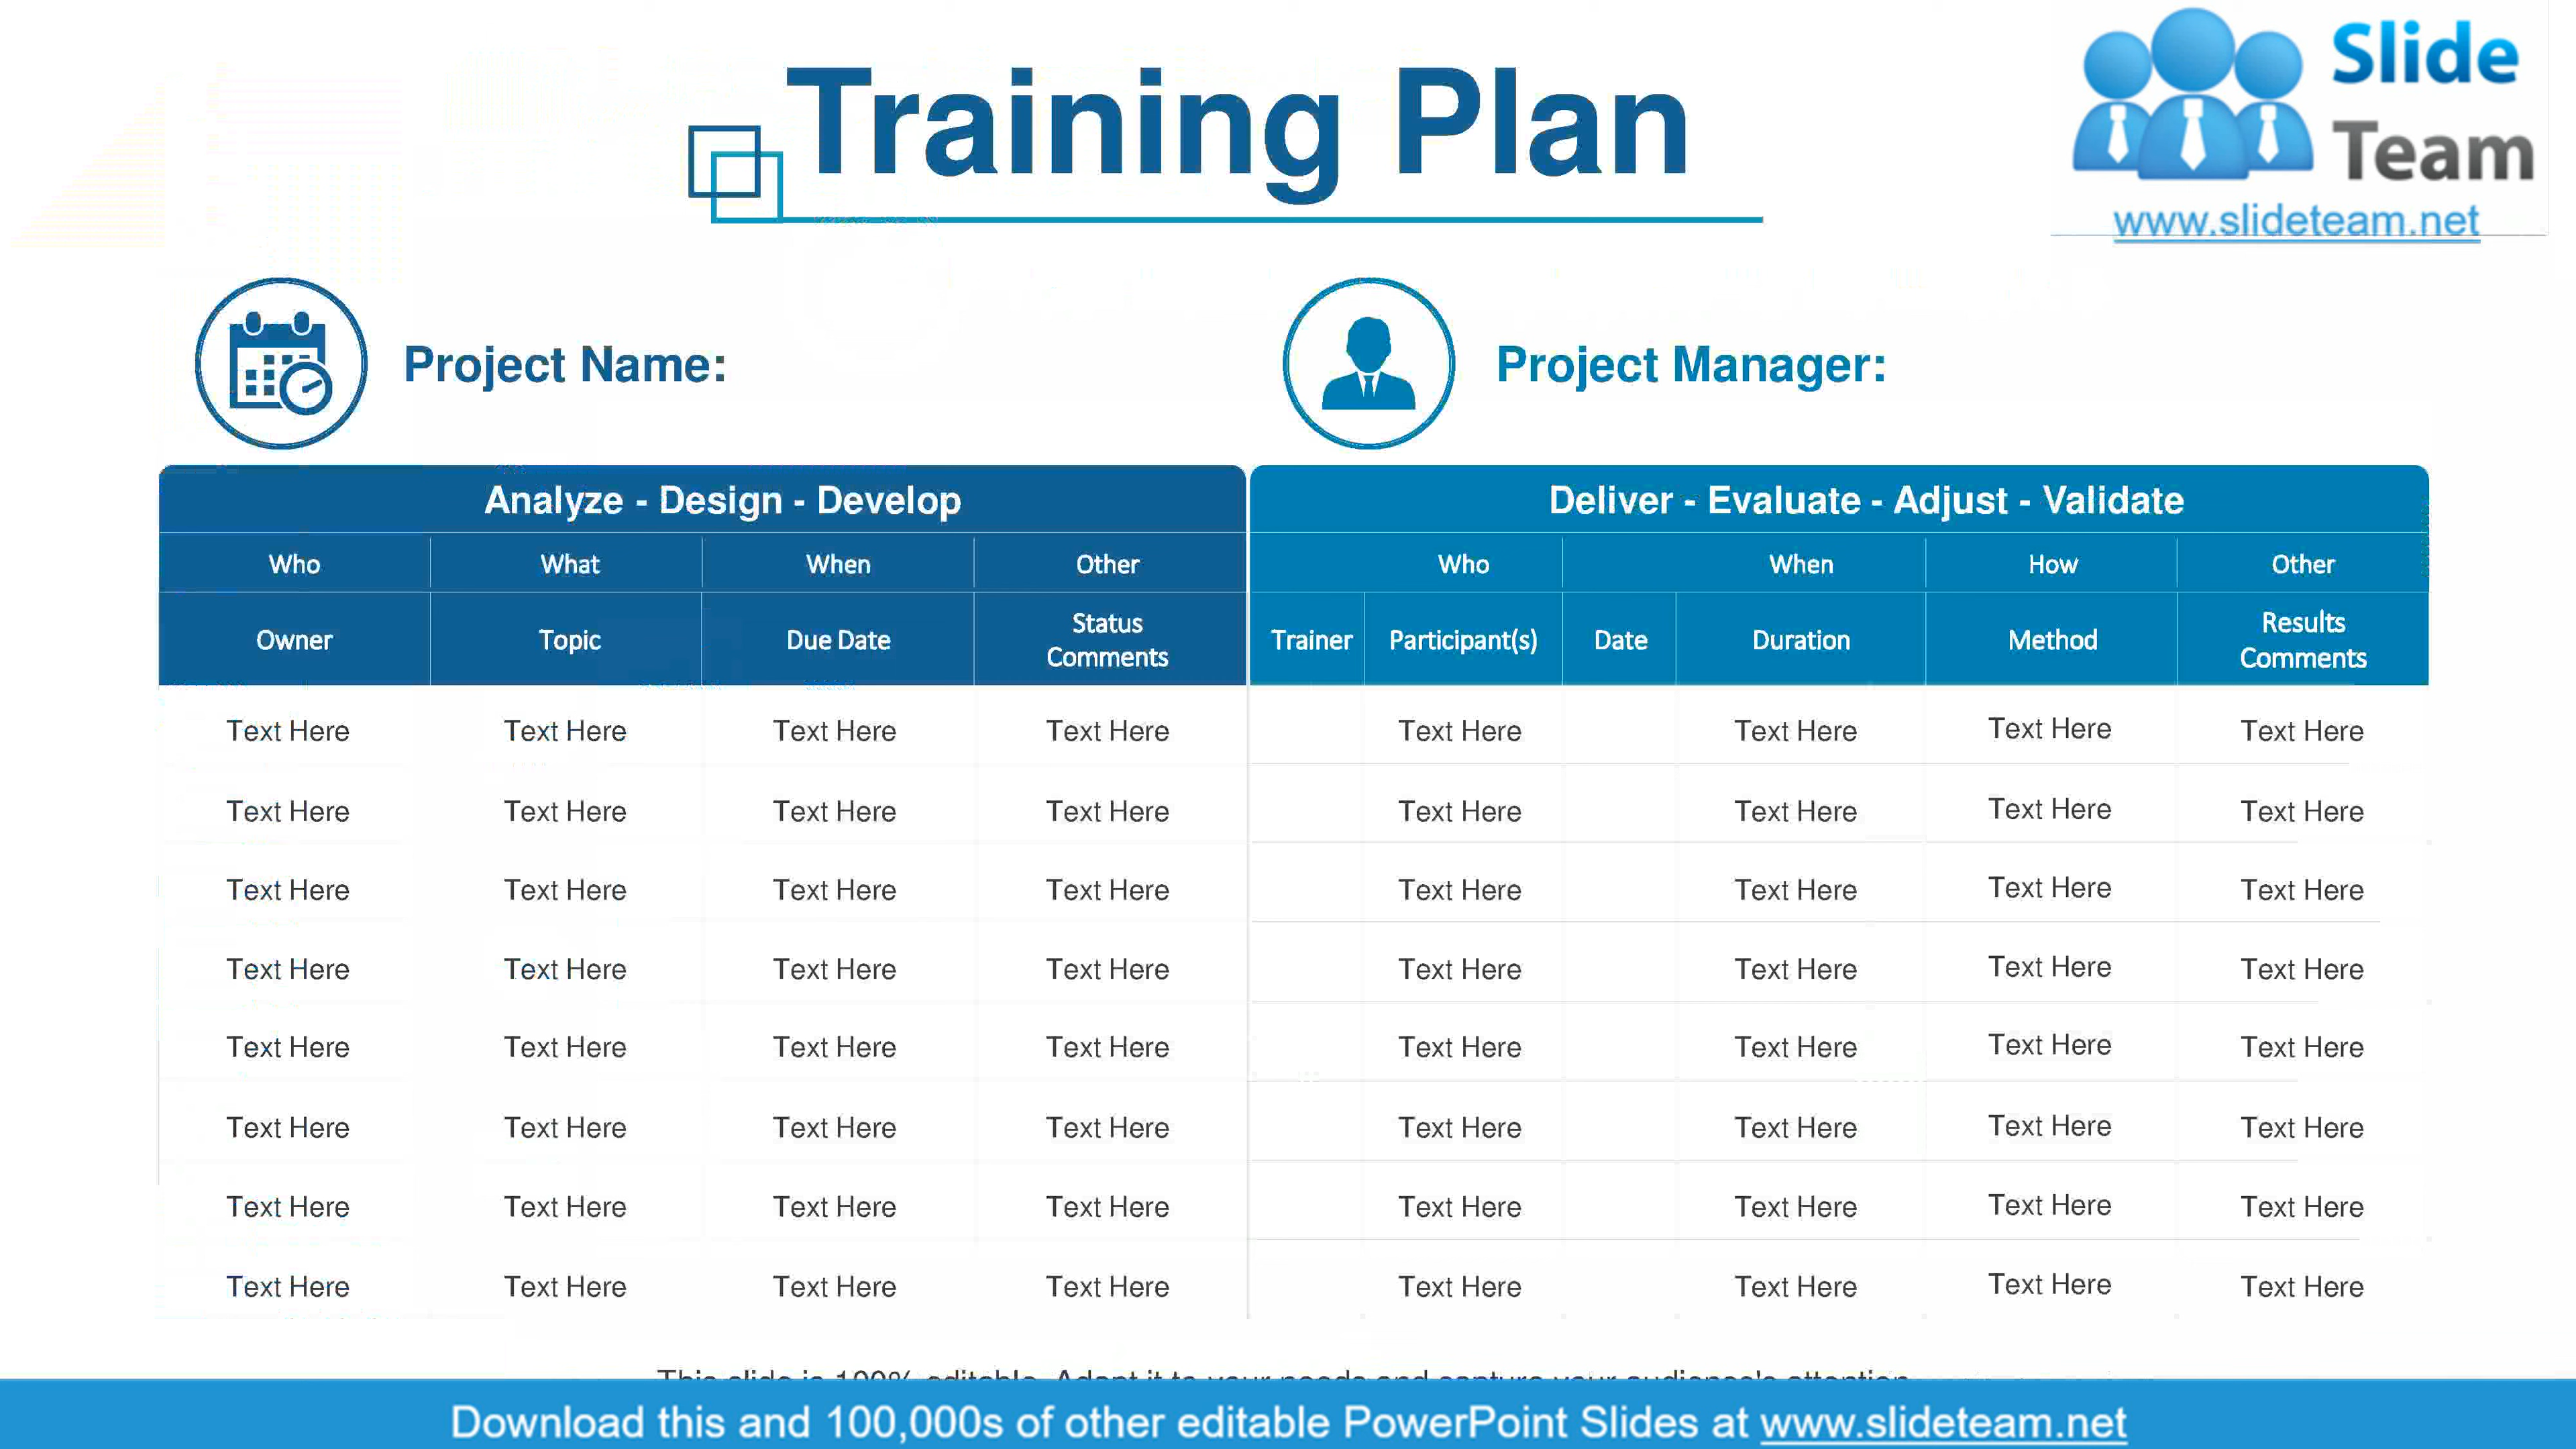 Training Plan
Slide
Team
www.slideteam.net
Project Name:
Project Manager:
Analyze - Design - Develop
Deliver - Evaluate - Adjust - Validate
Who What When Other Who When How Other
Owner Topic Due Date Status Comments Trainer Participant(s) Date Duration Method Results Comments
Text Here Text Here Text Here Text Here Text Here Text Here Text Here Text Here
Text Here Text Here Text Here Text Here Text Here Text Here Text Here Text Here
Text Here Text Here Text Here Text Here Text Here Text Here Text Here Text Here
Text Here Text Here Text Here Text Here Text Here Text Here Text Here Text Here
Text Here Text Here Text Here Text Here Text Here Text Here Text Here Text Here
Text Here Text Here Text Here Text Here Text Here Text Here Text Here Text Here
Text Here Text Here Text Here Text Here Text Here Text Here Text Here Text Here
Text Here Text Here Text Here Text Here Text Here Text Here Text Here Text Here
This slide is 100% editable. Adapt it to your needs and capture your audience's attention.
Download this and 100,000s of other editable PowerPoint Slides at www.slideteam.net